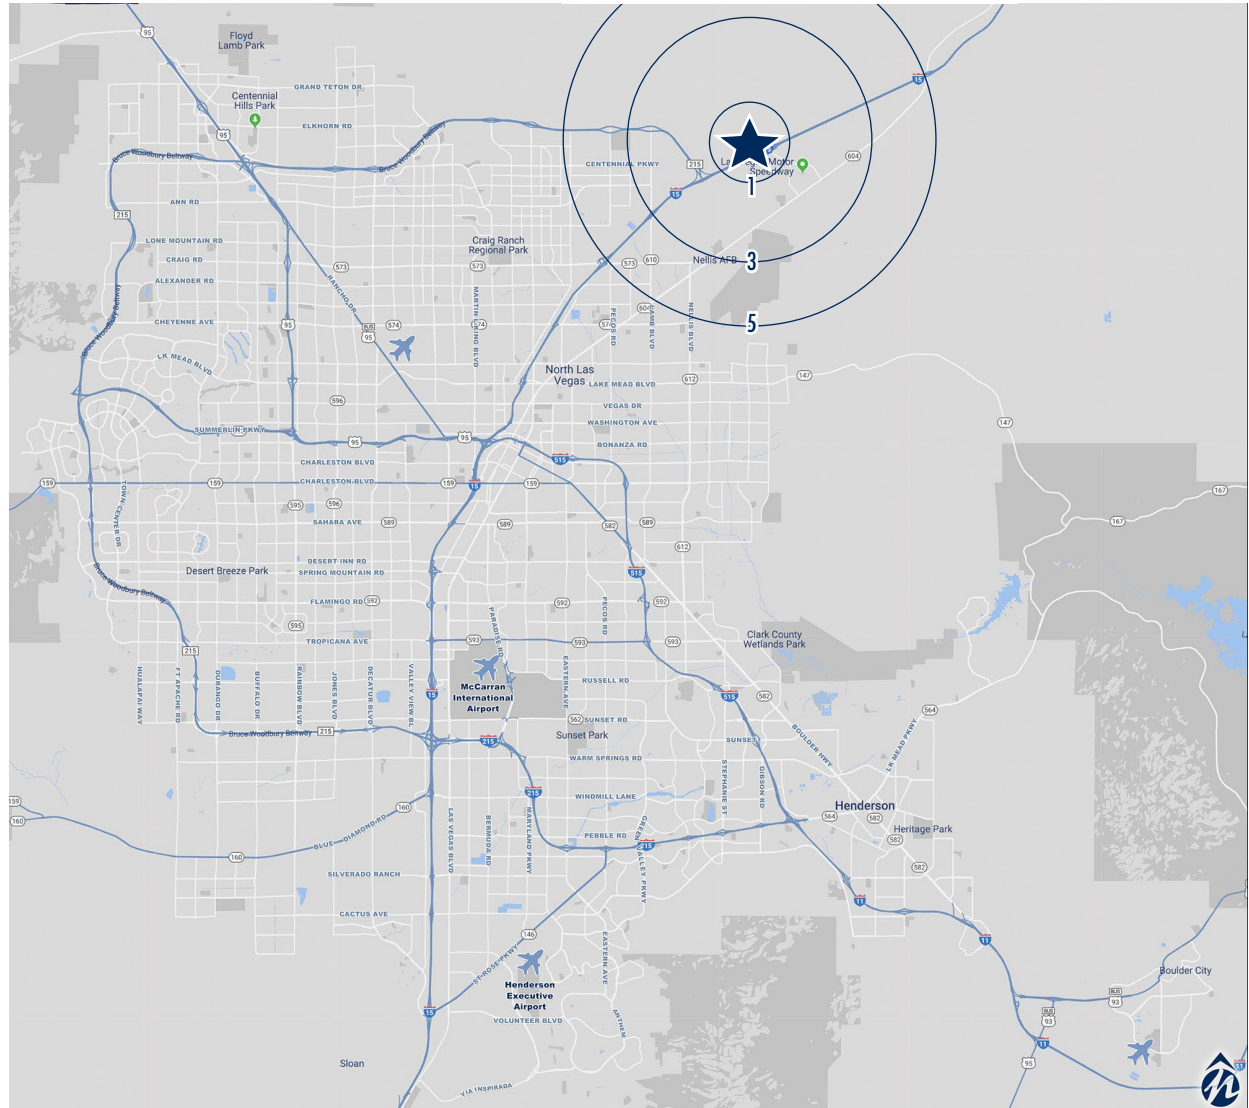 95
Floyd
Lamb Park
15
GRAND TETON DR
Centennial
Hills Park
ELKHORN RD
95
Bruce Woodbury Beltway
Bruce Woodbury Beltway
CENTENNIAL PKWY
215
Motor
Speedway
604
1
15
ANN RD
215
LONE MOUNTAIN RD
Craig Ranch
Regional Park
CRAIG RD
573
573
573
610
Nellis AFB
3
ALEXANDER RD
RANCHO DR
Bruce Woodbury Beltway
MARTIN L KING BLVD
PECOS RD
LAMB BLVD
NELLIS BLVD
604
CHEYENNE AVE
95
BUS
95
574
574
574
5
LK MEAD BLVD
North Las
Vegas
LAKE MEAD BLVD
612
147
596
VEGAS DR
WASHINGTON AVE
147
SUMMERLIN PKWY
95
95
BONANZA RD
CHARLESTON BLVD
515
159
159
CHARLESTON BLVD
159
15
159
167
TOWN CENTER DR
595
596
SAHARA AVE
589
589
582
589
167
612
DESERT INN RD
Desert Breeze Park
SPRING MOUNTAIN RD
515
Bruce Woodbury Beltway
FLAMINGO RD
592
592
PECOS RD
592
595
PARADISE RD
TROPICANA AVE
593
593
593
Clark County
Wetlands Park
215
HUALAPAI WAY
FT APACHE RD
DURANGO DR
BUFFALO DR
RAINBOW BLVD
JONES BLVD
DECATUR BLVD
VALLEY VIEW BL
15
McCarran
International
Airport
EASTERN AVE
RUSSELL RD
515
582
564
562
SUNSET RD
Sunset Park
Bruce Woodbury Beltway
215
215
SUNSET
BOULDER HWY
LK MEAD PKWY
WARM SPRINGS RD
STEPHANIE ST
GIBSON RD
215
WINDMILL LANE
159
160
160
Henderson
564
582
Heritage Park
582
BLUE DIAMOND RD
LAS VEGAS BLVD
BERMUDA RD
MARYLAND PKWY
PEBBLE RD
GREEN VALLEY PKWY
215
160
582
SILVERADO RANCH
11
CACTUS AVE
146
EASTERN AVE
11
ST ROSE PKWY
Henderson
Executive
Airport
Boulder City
BUS
93
15
VOLUNTEER BLVD
ANTHEM
BUS
93
11
Sloan
95
11
VIA INSPIRADA